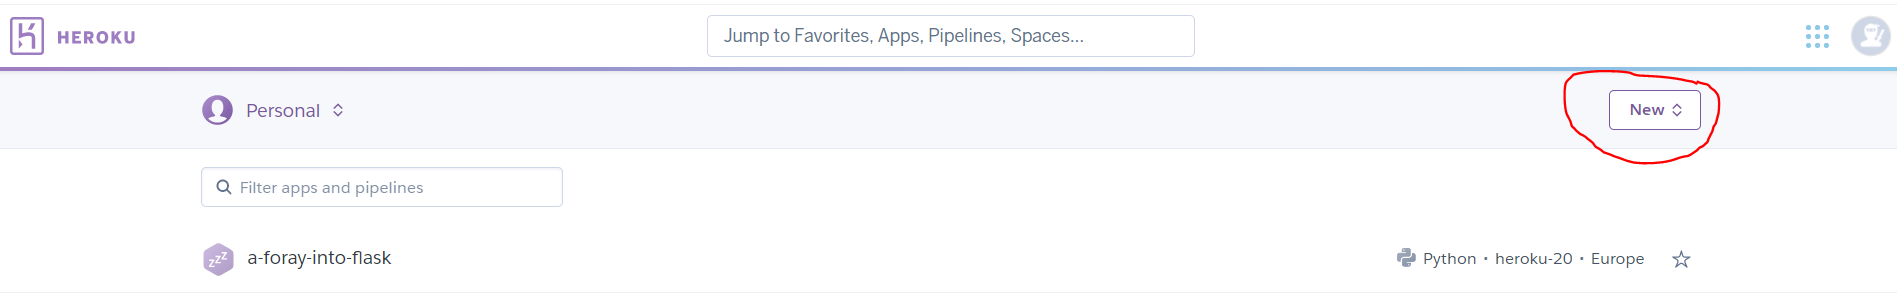 HEROKU
Jump to Favorites, Apps, Pipelines, Spaces...
Personal
New
Filter apps and pipelines
zzz
a-foray-into-flask
Python • heroku-20 • Europe